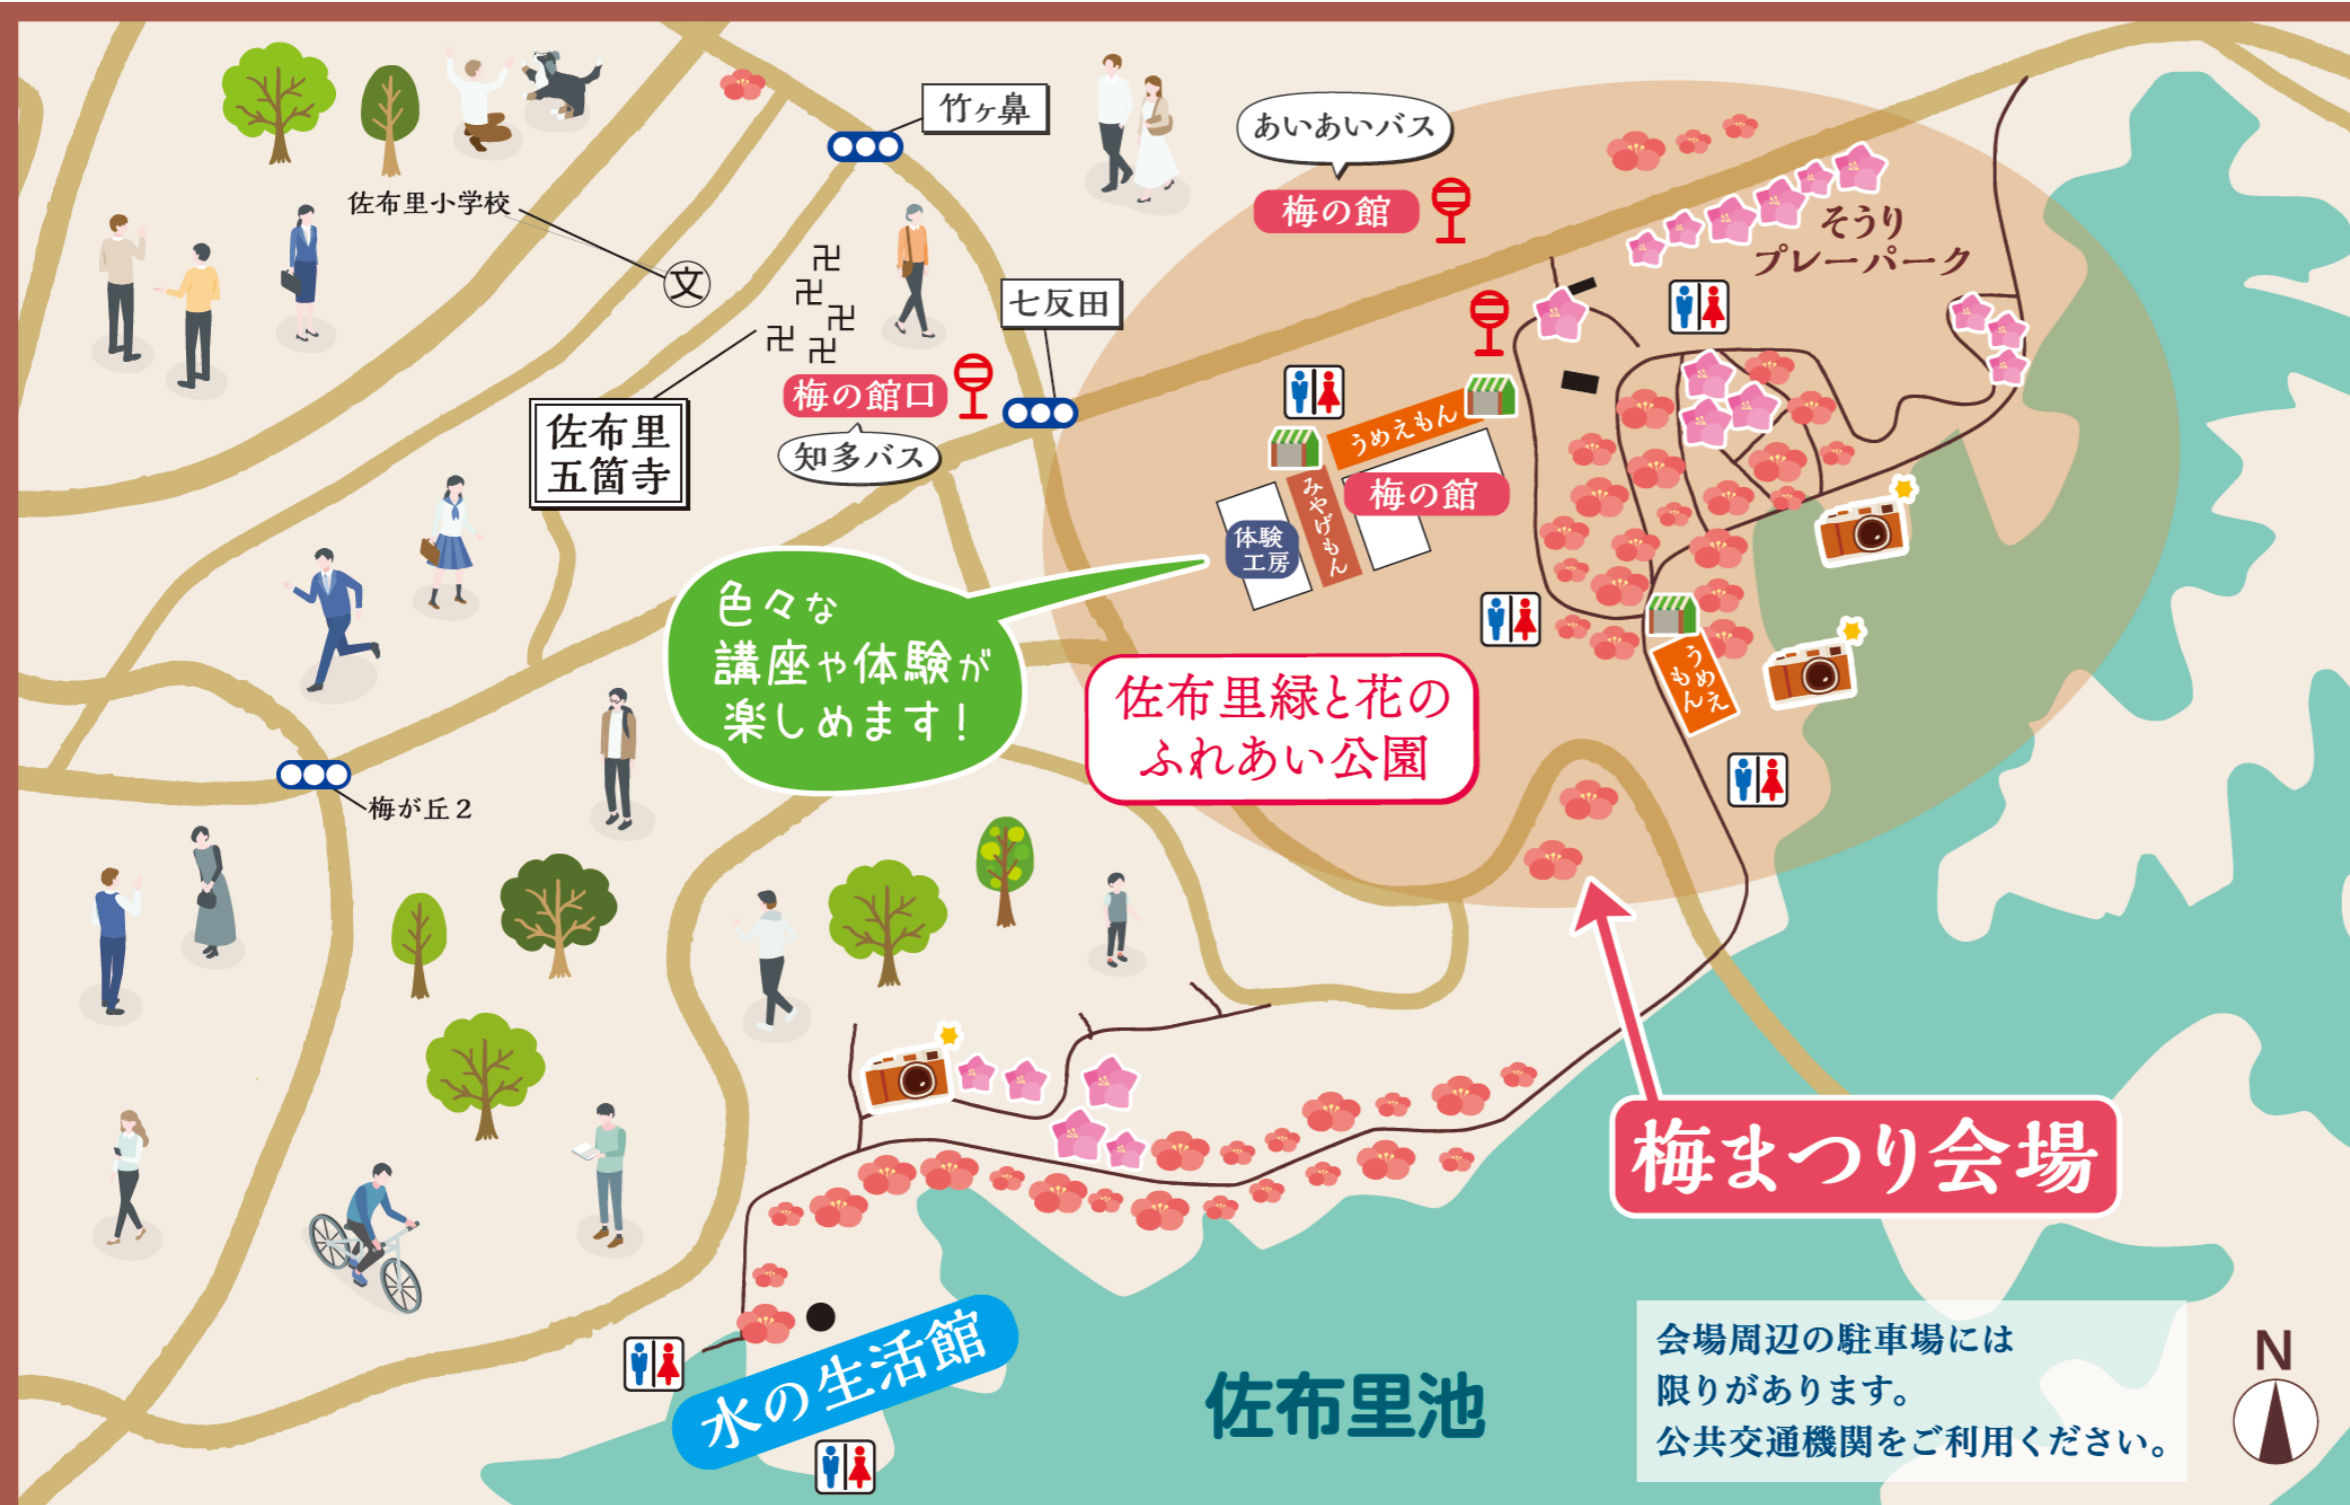 竹ヶ鼻
あいあいバス
梅の館
佐布里小学校
文
そうり
プレーパーク
七反田
梅の館口
知多バス
佐布里
五箇寺
うめえもん
みやげもん
梅の館
体験
工房
色々な
講座や体験が
楽しめます!
佐布里緑と花の
ふれあい公園
うめえ
もん
梅が丘2
梅まつり会場
水の生活館
佐布里池
会場周辺の駐車場には
限りがあります。
公共交通機関をご利用ください。
N